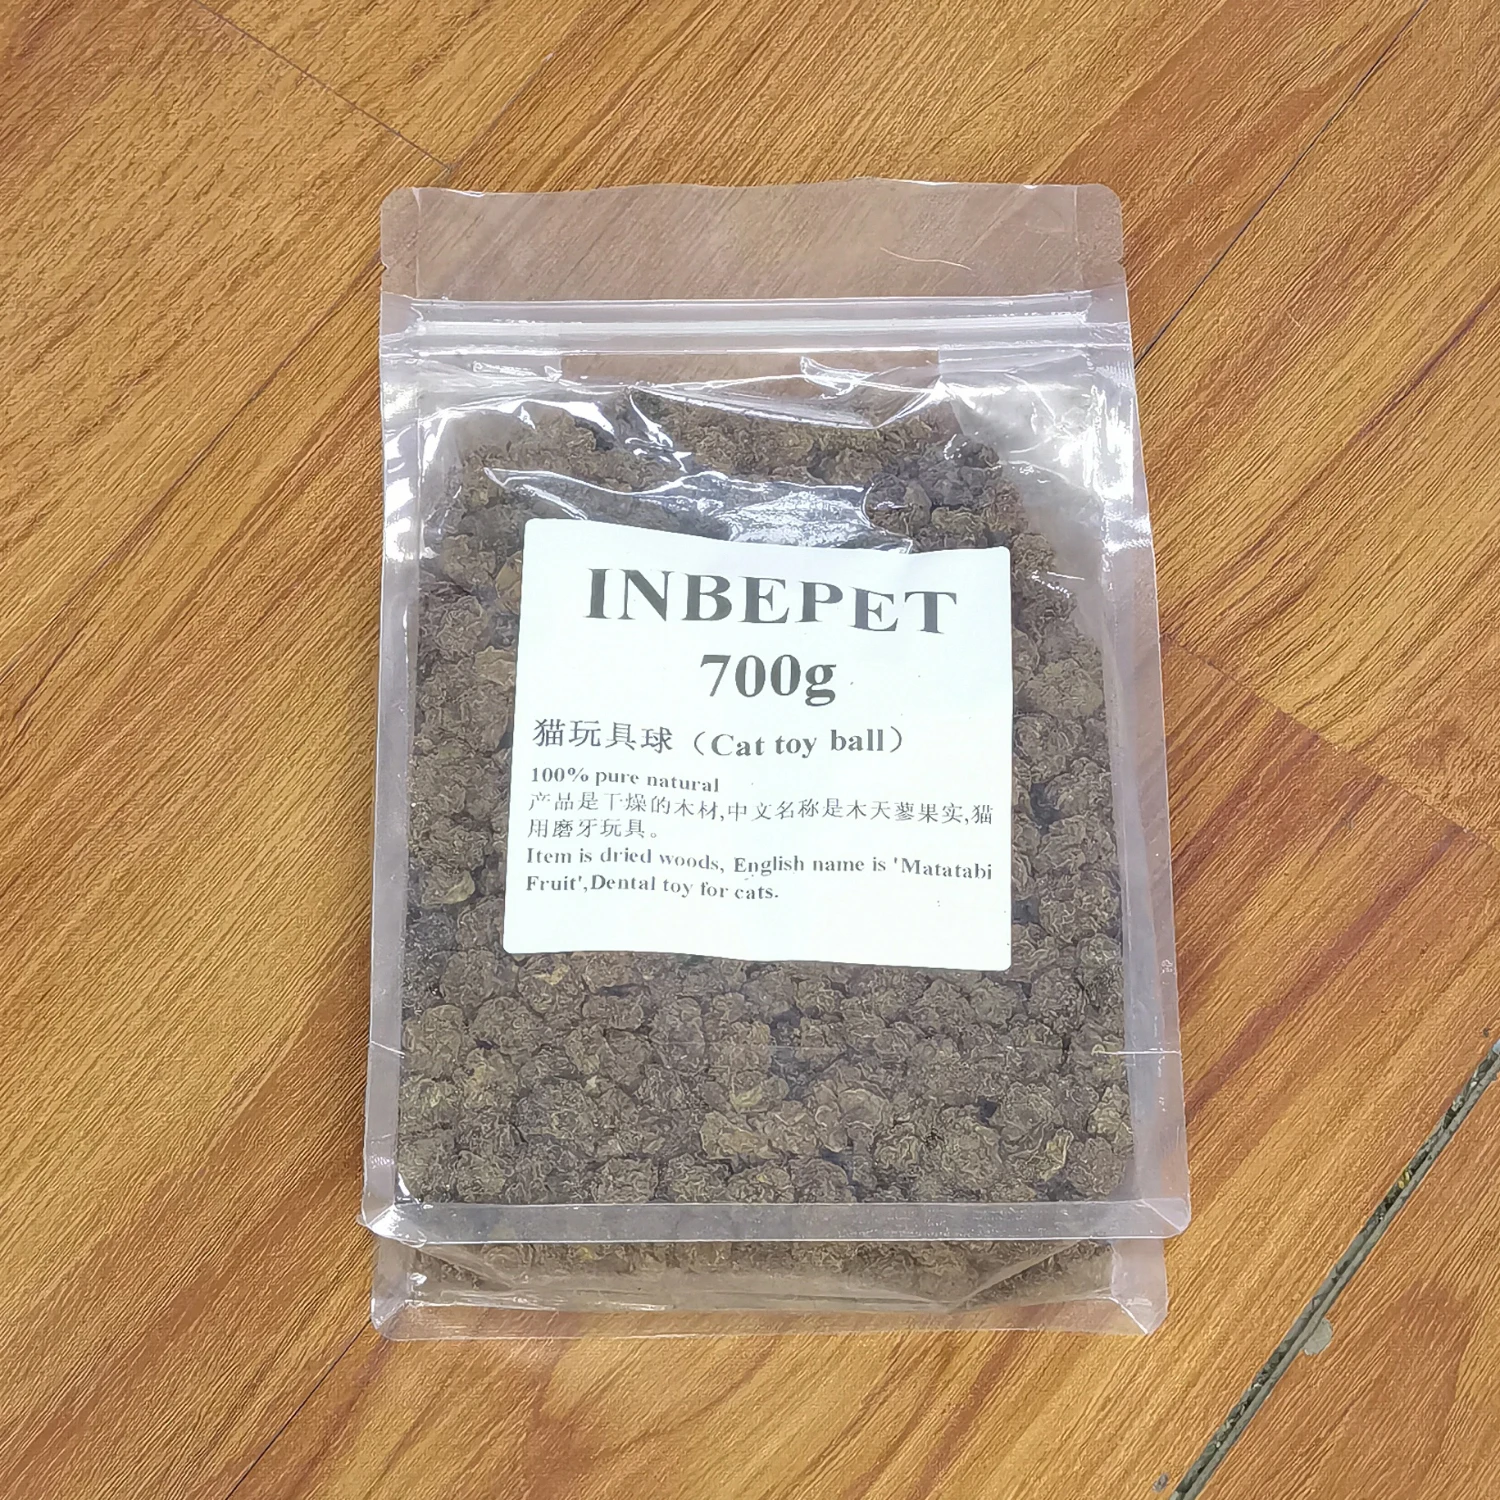 INBEPET
700g
猫玩具球（Cat toy ball）
100% pure natural
产品是干燥的木材,中文名称是木天蓼果实,猫
用磨牙玩具。
Item is dried woods, English name is 'Matatabi
Fruit',Dental toy for cats.